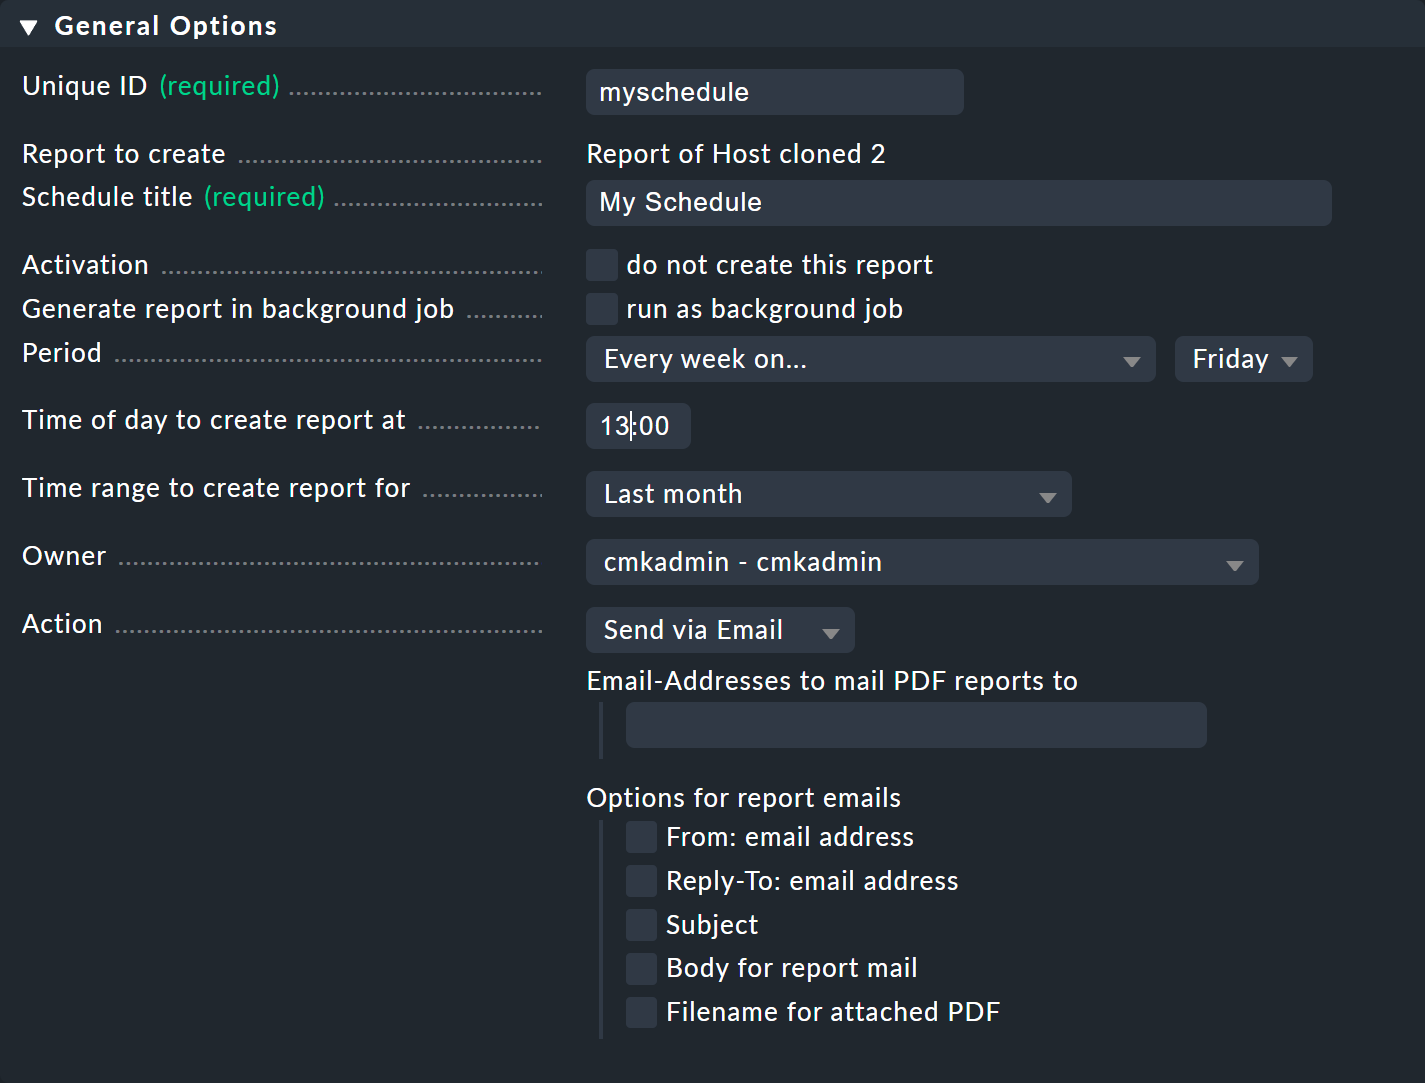 General Options
Unique ID (required) myschedule
Report to create Report of Host cloned 2
Schedule title (required) My Schedule
Activation do not create this report
Generate report in background job run as background job
Period Every week on... Friday
Time of day to create report at 13:00
Time range to create report for Last month
Owner cmkadmin - cmkadmin
Action Send via Email
Email-Addresses to mail PDF reports to
Options for report emails
From: email address
Reply-To: email address
Subject
Body for report mail
Filename for attached PDF